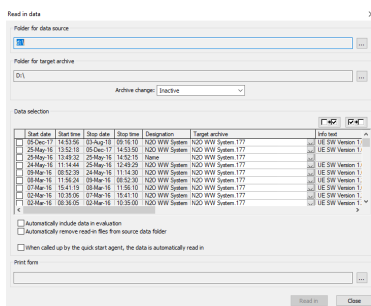 Read in data
Folder for data source
d:\
...
Folder for target archive
D:\
...
Archive change: Inactive
Data selection
Start date Start time Stop date Stop time Designation Target archive Info text
05-Dec-17 14:53:56 03-Aug-18 09:16:10 N2O WW System N2O WW System.177 ... UE SW Version 1.
25-May-16 13:52:18 05-Dec-17 14:53:50 N2O WW System N2O WW System.177 ... UE SW Version 1.
25-May-16 13:49:32 25-May-16 14:52:15 Name N2O WW System.177 ... UE SW Version 1.
24-May-16 11:14:44 25-May-16 12:49:29 N2O WW System N2O WW System.177 ... UE SW Version 1.
09-Mar-16 08:52:39 24-May-16 11:14:30 N2O WW System N2O WW System.177 ... UE SW Version 1.
08-Mar-16 11:56:24 09-Mar-16 08:52:30 N2O WW System N2O WW System.177 ... UE SW Version 1.
07-Mar-16 15:41:19 08-Mar-16 11:56:10 N2O WW System N2O WW System.177 ... UE SW Version 1.
02-Mar-16 10:35:06 07-Mar-16 15:41:10 N2O WW System N2O WW System.177 ... UE SW Version 1.
02-Mar-16 08:36:05 02-Mar-16 10:35:00 N2O WW System N2O WW System.177 ... UE SW Version 1.
Automatically include data in evaluation
Automatically remove read-in files from source data folder
When called up by the quick start agent, the data is automatically read in
Print form
...
Read in Close